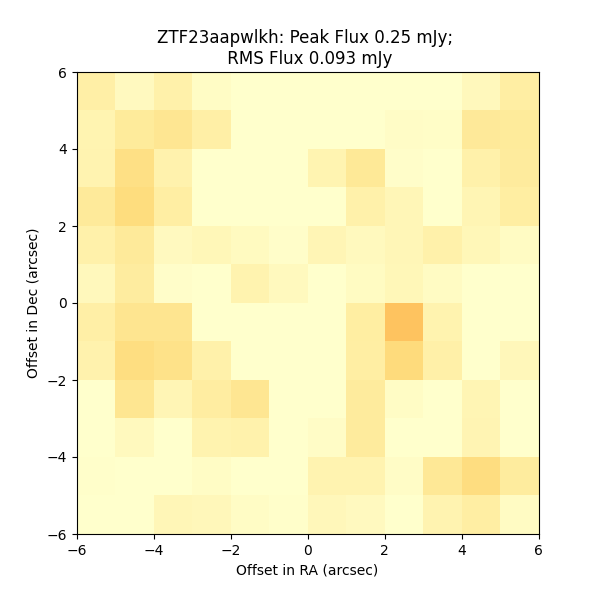 ZTF23aapwlkh: Peak Flux 0.25 mJy;
RMS Flux 0.093 mJy
6
4
2
0
−2
−4
−6
Offset in Dec (arcsec)
−6 −4 −2 0 2 4 6
Offset in RA (arcsec)